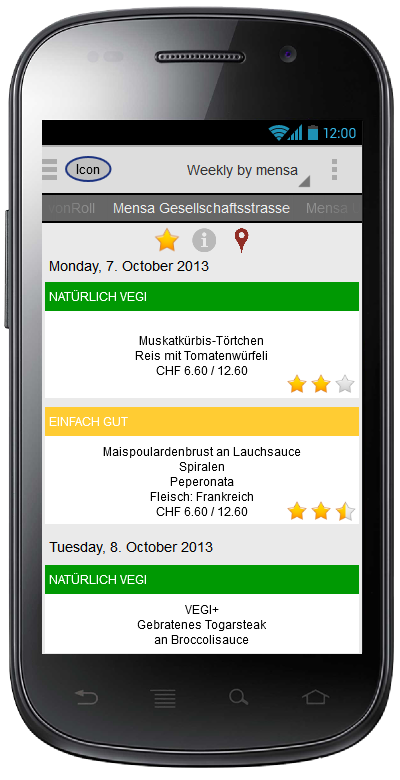 12:00
Icon
Weekly by mensa
vonRoll Mensa Gesellschaftsstrasse Mensa
Monday, 7. October 2013
NATÜRLICH VEGI
Muskatkürbis-Törtchen
Reis mit Tomatenwürfeli
CHF 6.60 / 12.60
EINFACH GUT
Maispoulardenbrust an Lauchsauce
Spiralen
Peperonata
Fleisch: Frankreich
CHF 6.60 / 12.60
Tuesday, 8. October 2013
NATÜRLICH VEGI
VEGI+
Gebratenes Togarsteak
an Broccolisauce